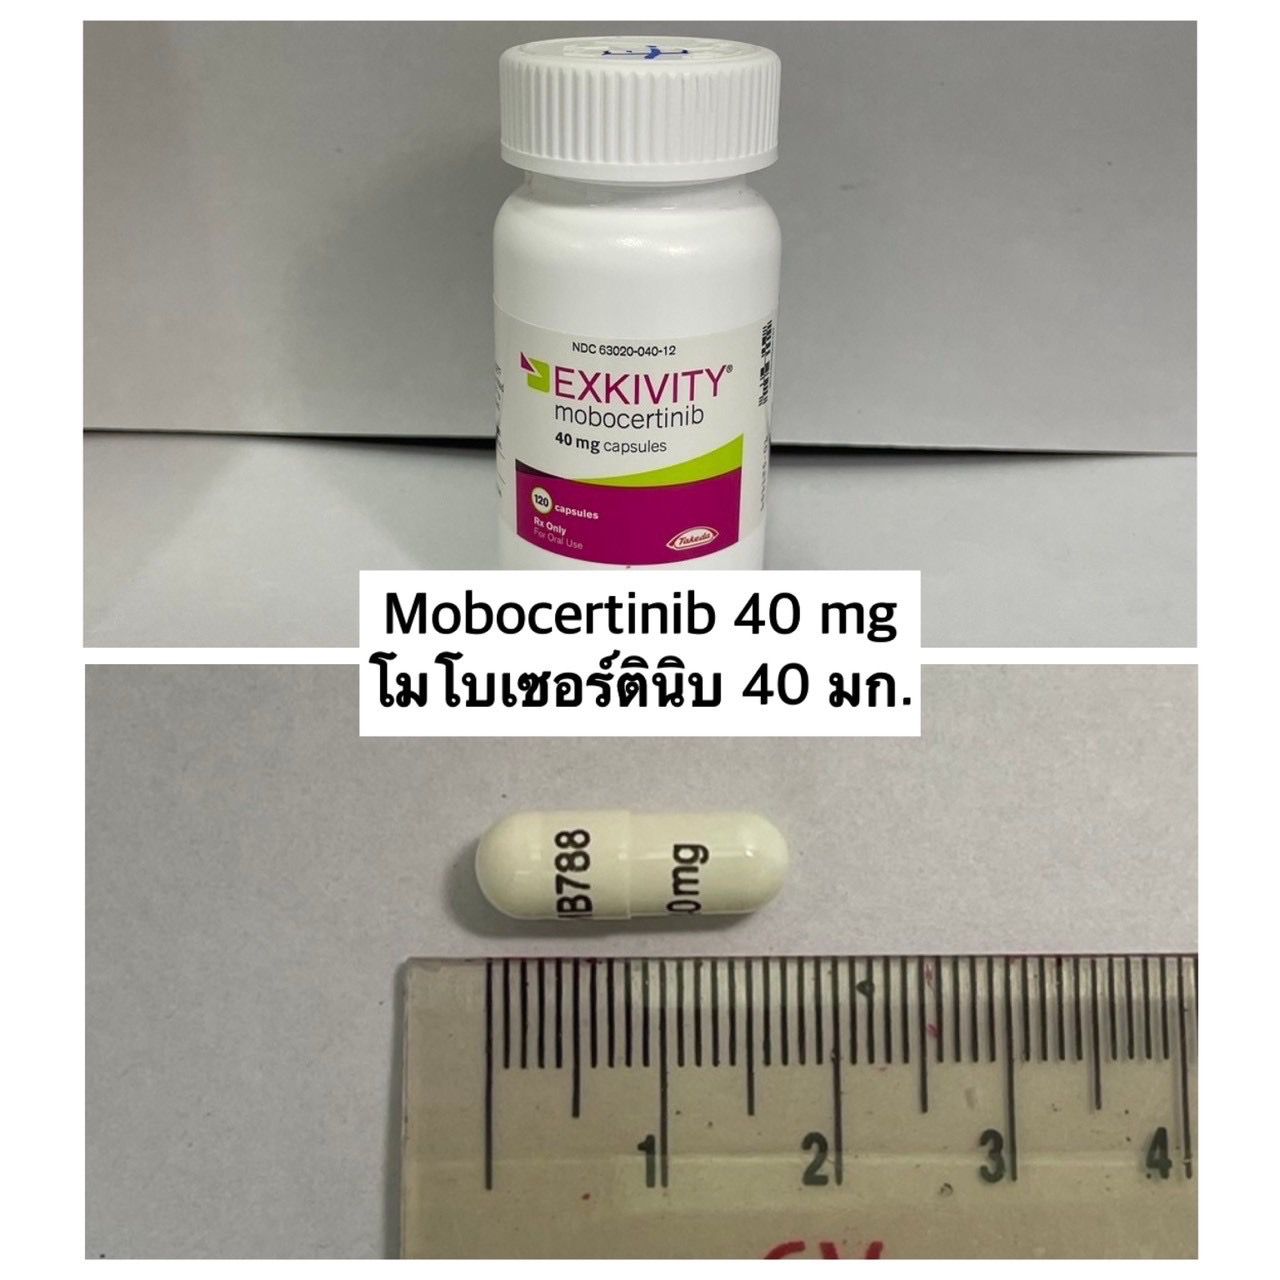 NDC 63020-040-12
EXKIVITY®
mobocertinib
40 mg capsules
120 capsules
Rx Only
For Oral Use
Takeda
Mobocertinib 40 mg
โมโบเซอร์ตินิบ 40 มก.
B788
0mg
1 2 3 4